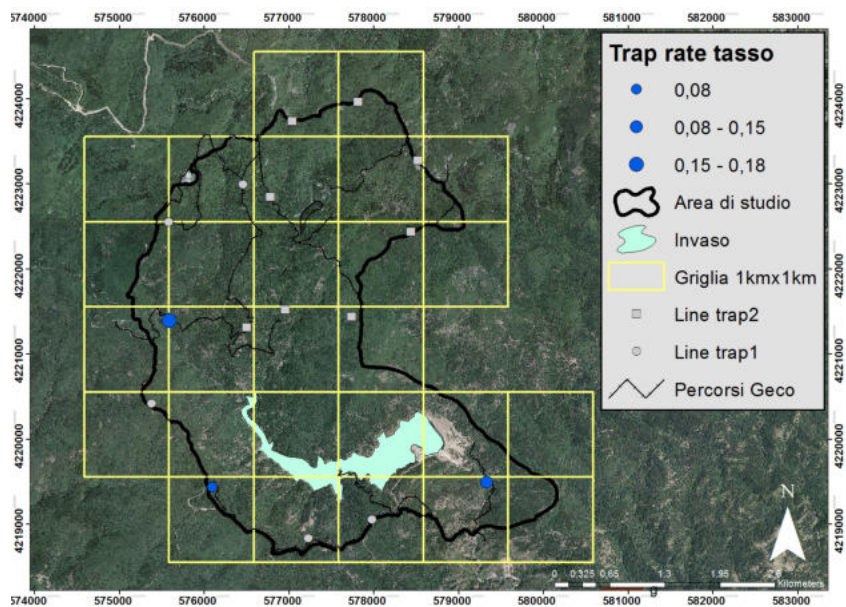 574000 575000 576000 577000 578000 579000 580000 581000 582000 583000
Trap rate tasso
0,08
0,08 - 0,15
0,15 - 0,18
Area di studio
Invaso
Griglia 1kmx1km
Line trap2
Line trap1
Percorsi Geco
4224000 4224000
4223000 4223000
4222000 4222000
4221000 4221000
4220000 4220000
4219000 4219000
N
0 0.325 0.65 1.3 1.95
Kilometers
574000 575000 576000 577000 578000 579000 580000 581000 582000 583000